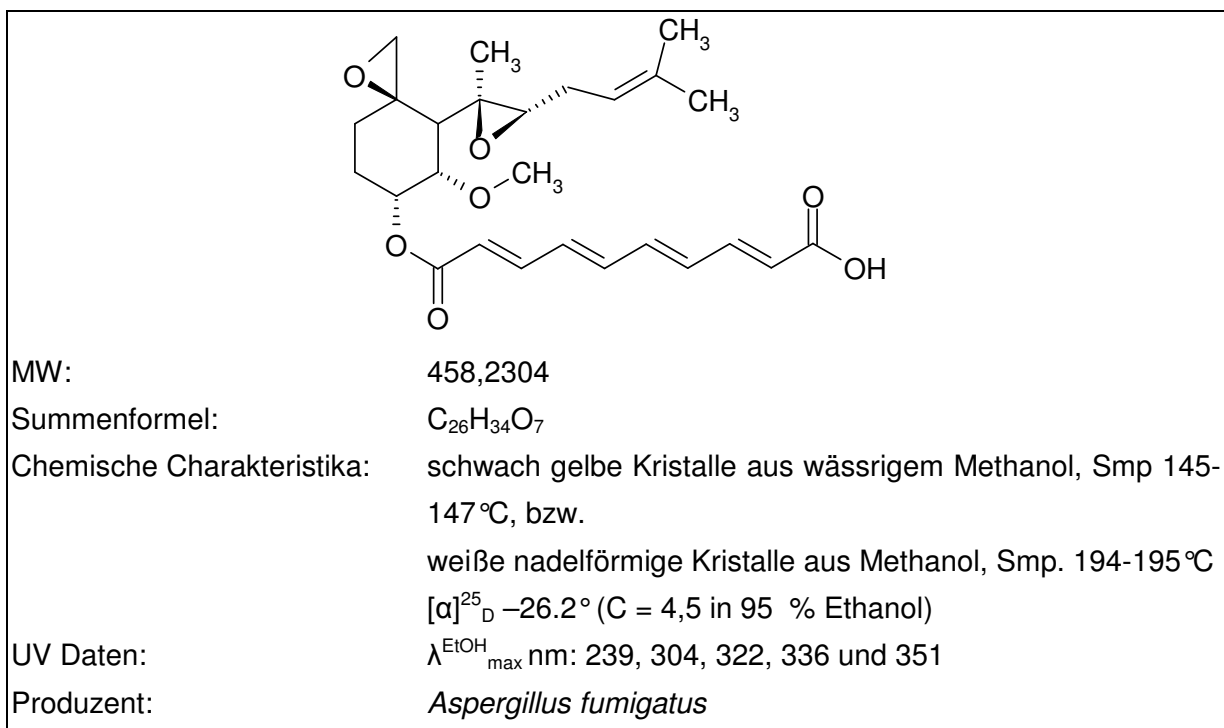 CH₃
O
CH₃
CH₃
O
O
CH₃
O
O
OH
O
MW: 458,2304
Summenformel: C₂₆H₃₄O₇
Chemische Charakteristika: schwach gelbe Kristalle aus wässrigem Methanol, Smp 145-
147°C, bzw.
weiße nadelförmige Kristalle aus Methanol, Smp. 194-195°C
[α]²⁵D –26.2° (C = 4,5 in 95 % Ethanol)
UV Daten: λᴱᵗᴼᴴmax nm: 239, 304, 322, 336 und 351
Produzent: Aspergillus fumigatus